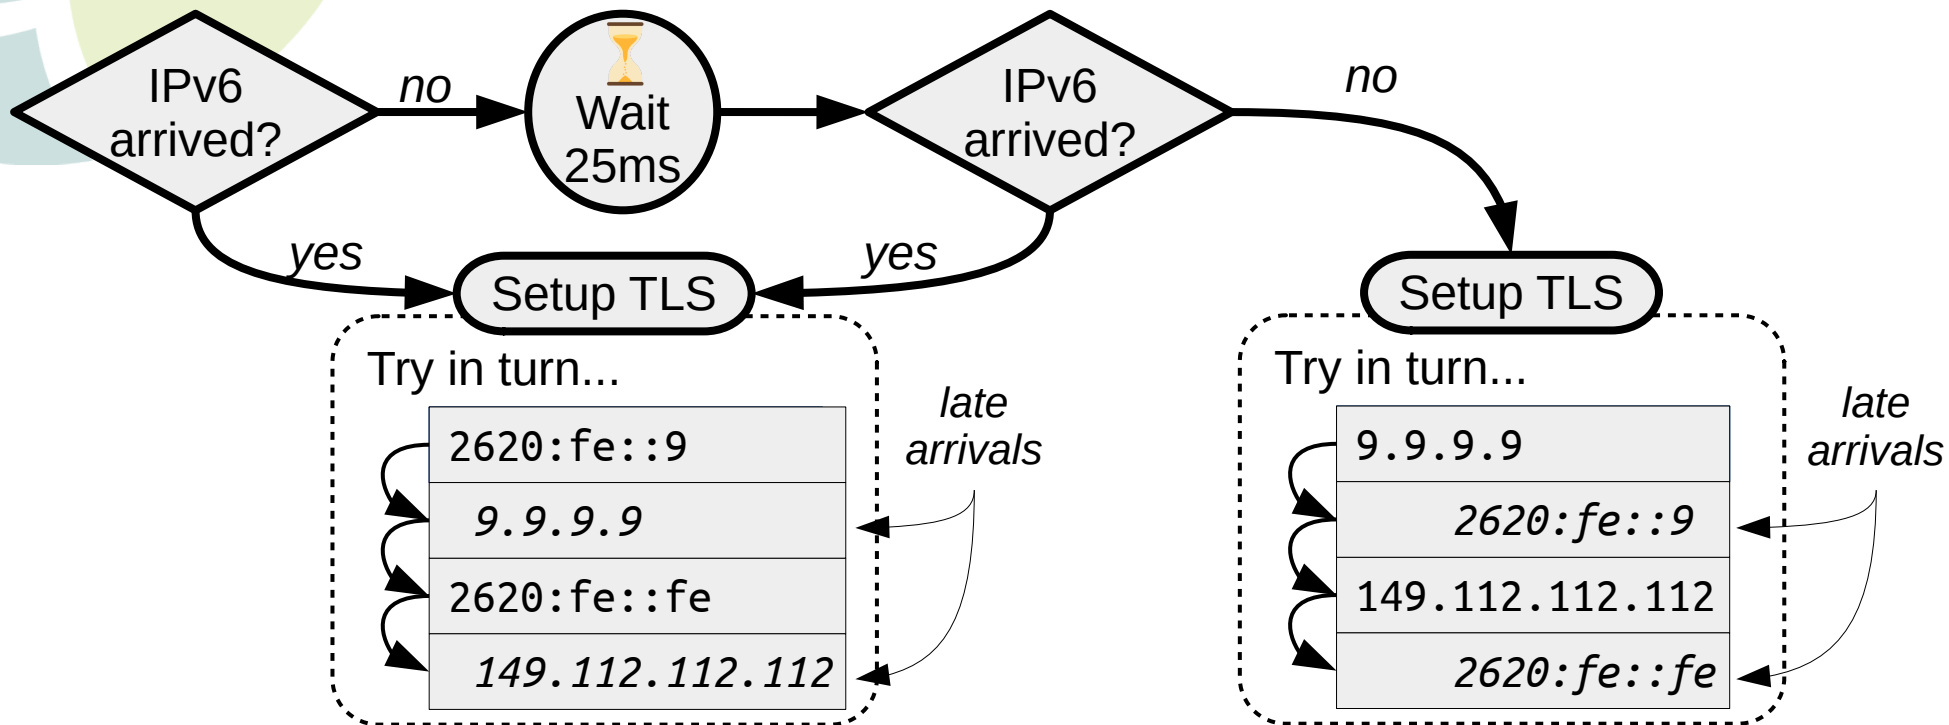 IPv6
arrived?
no
Wait
25ms
IPv6
arrived?
no
yes
yes
Setup TLS
Try in turn...
2620:fe::9
9.9.9.9
2620:fe::fe
149.112.112.112
late
arrivals
Setup TLS
Try in turn...
9.9.9.9
2620:fe::9
149.112.112.112
2620:fe::fe
late
arrivals